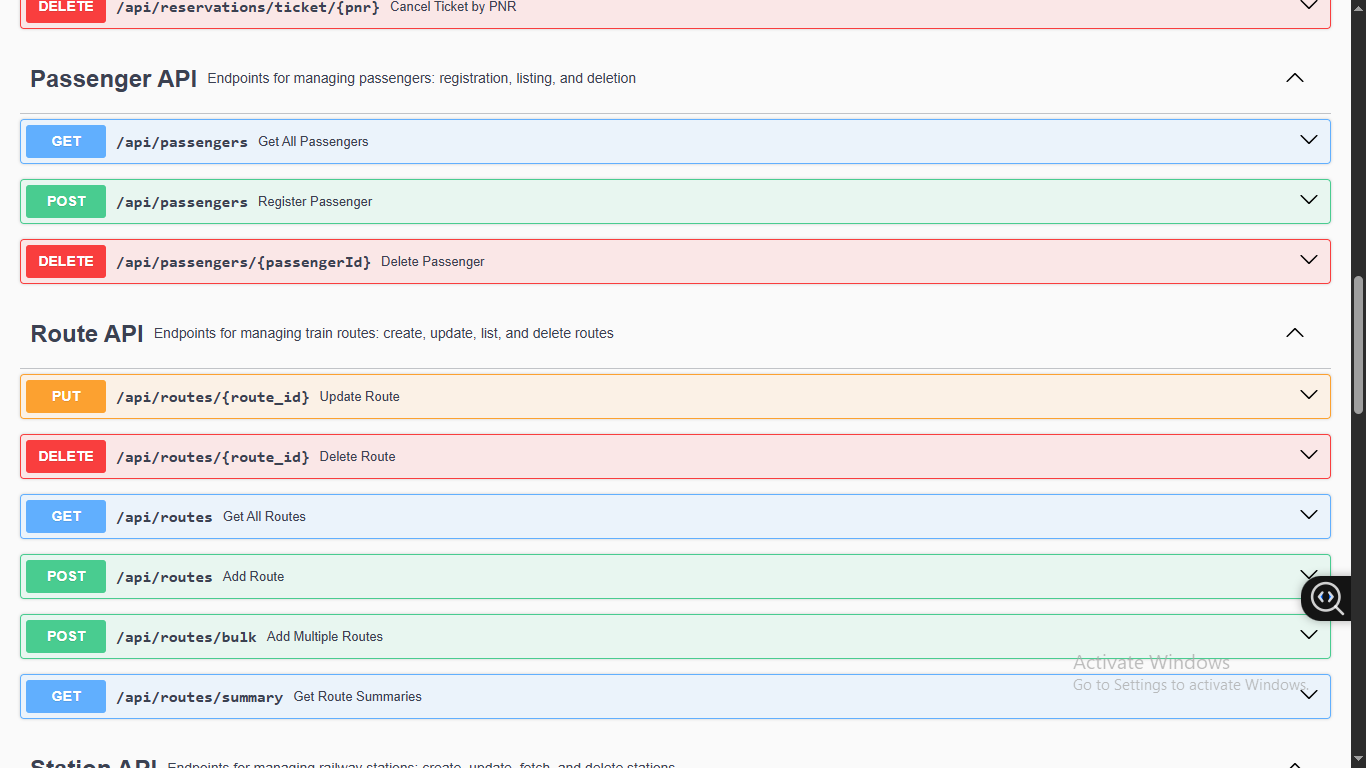 DELETE /api/reservations/ticket/{pnr} Cancel Ticket by PNR
Passenger API Endpoints for managing passengers: registration, listing, and deletion
GET /api/passengers Get All Passengers
POST /api/passengers Register Passenger
DELETE /api/passengers/{passengerId} Delete Passenger
Route API Endpoints for managing train routes: create, update, list, and delete routes
PUT /api/routes/{route_id} Update Route
DELETE /api/routes/{route_id} Delete Route
GET /api/routes Get All Routes
POST /api/routes Add Route
POST /api/routes/bulk Add Multiple Routes
Activate Windows
Go to Settings to activate Windows.
GET /api/routes/summary Get Route Summaries
Station API Endpoints for managing railway stations: create, update, fetch, and delete stations